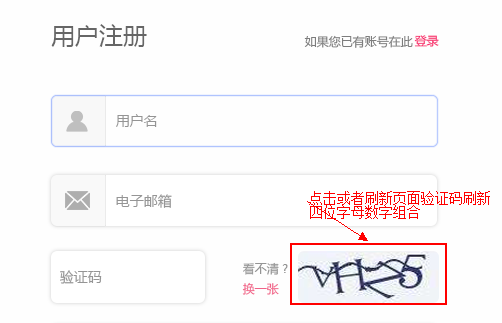 用户注册
如果您已有账号在此 登录
用户名
电子邮箱
点击或者刷新页面验证码刷新
四位字母数字组合
验证码
看不清？
换一张